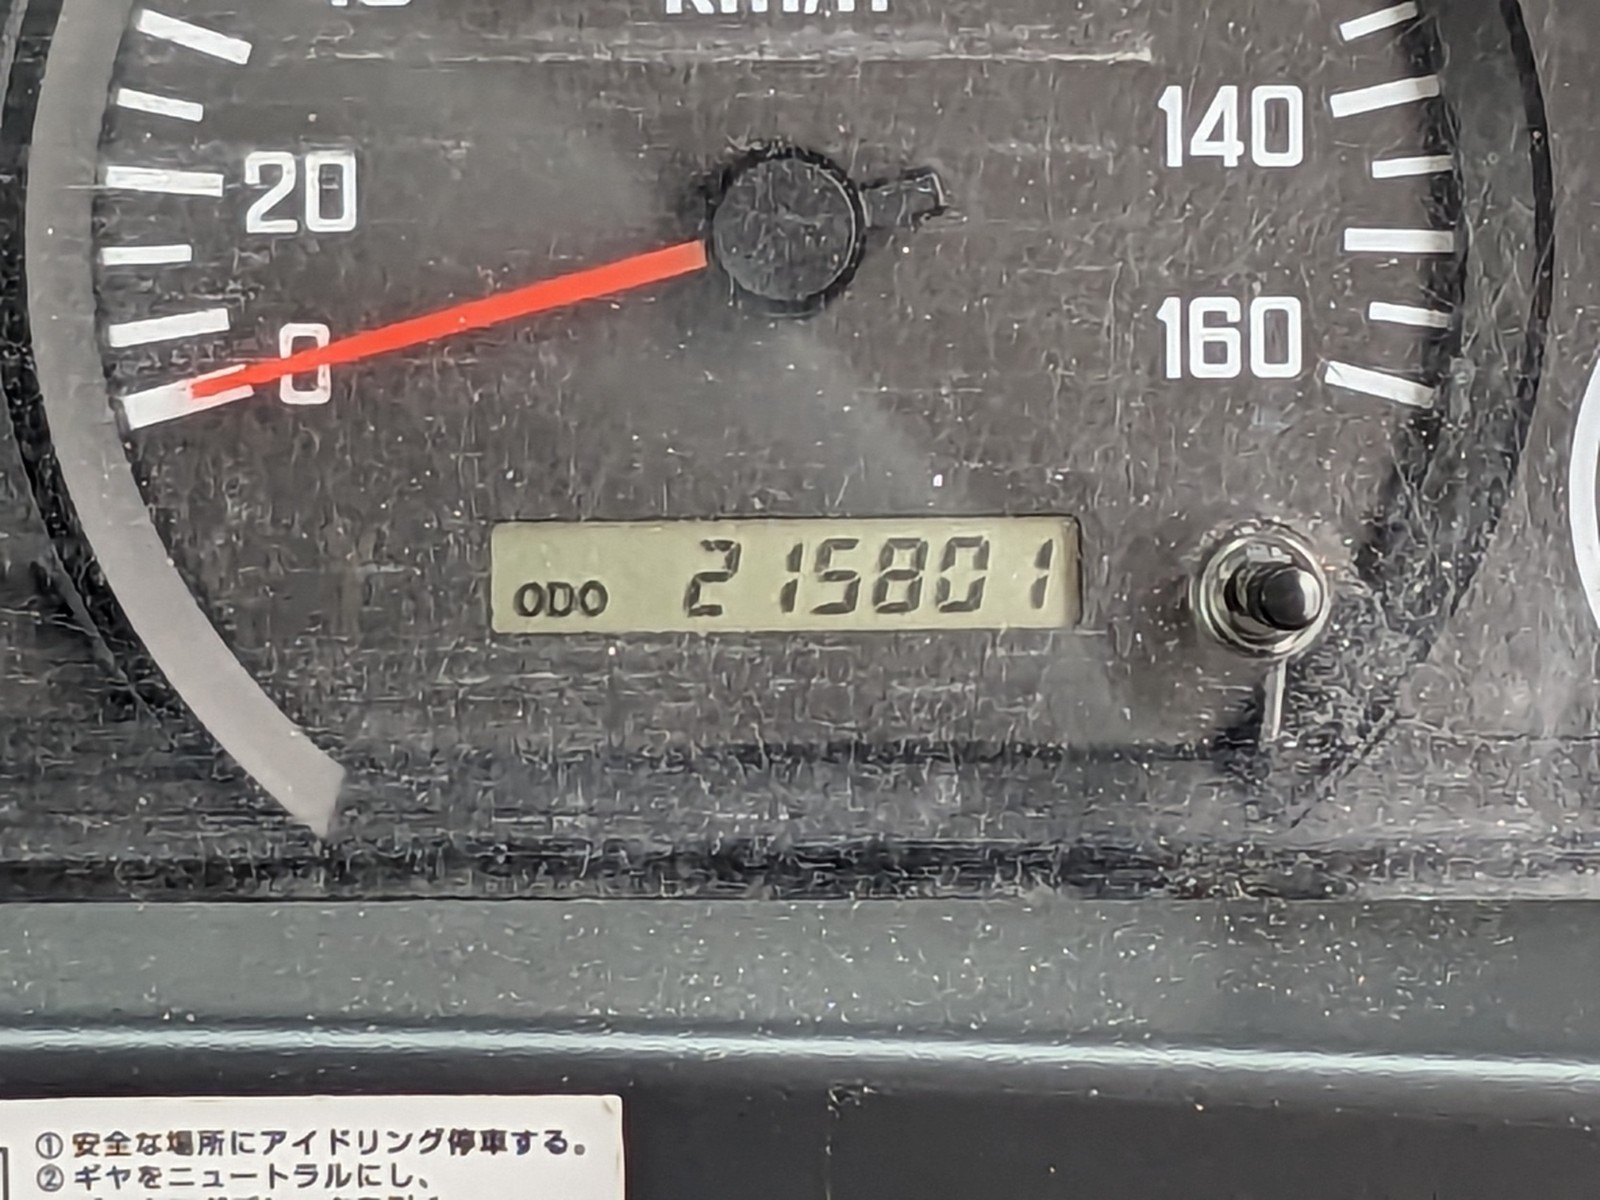 km/h
20
140
0
160
ODO 215801
①安全な場所にアイドリング停車する。
②ギヤをニュートラルにし、